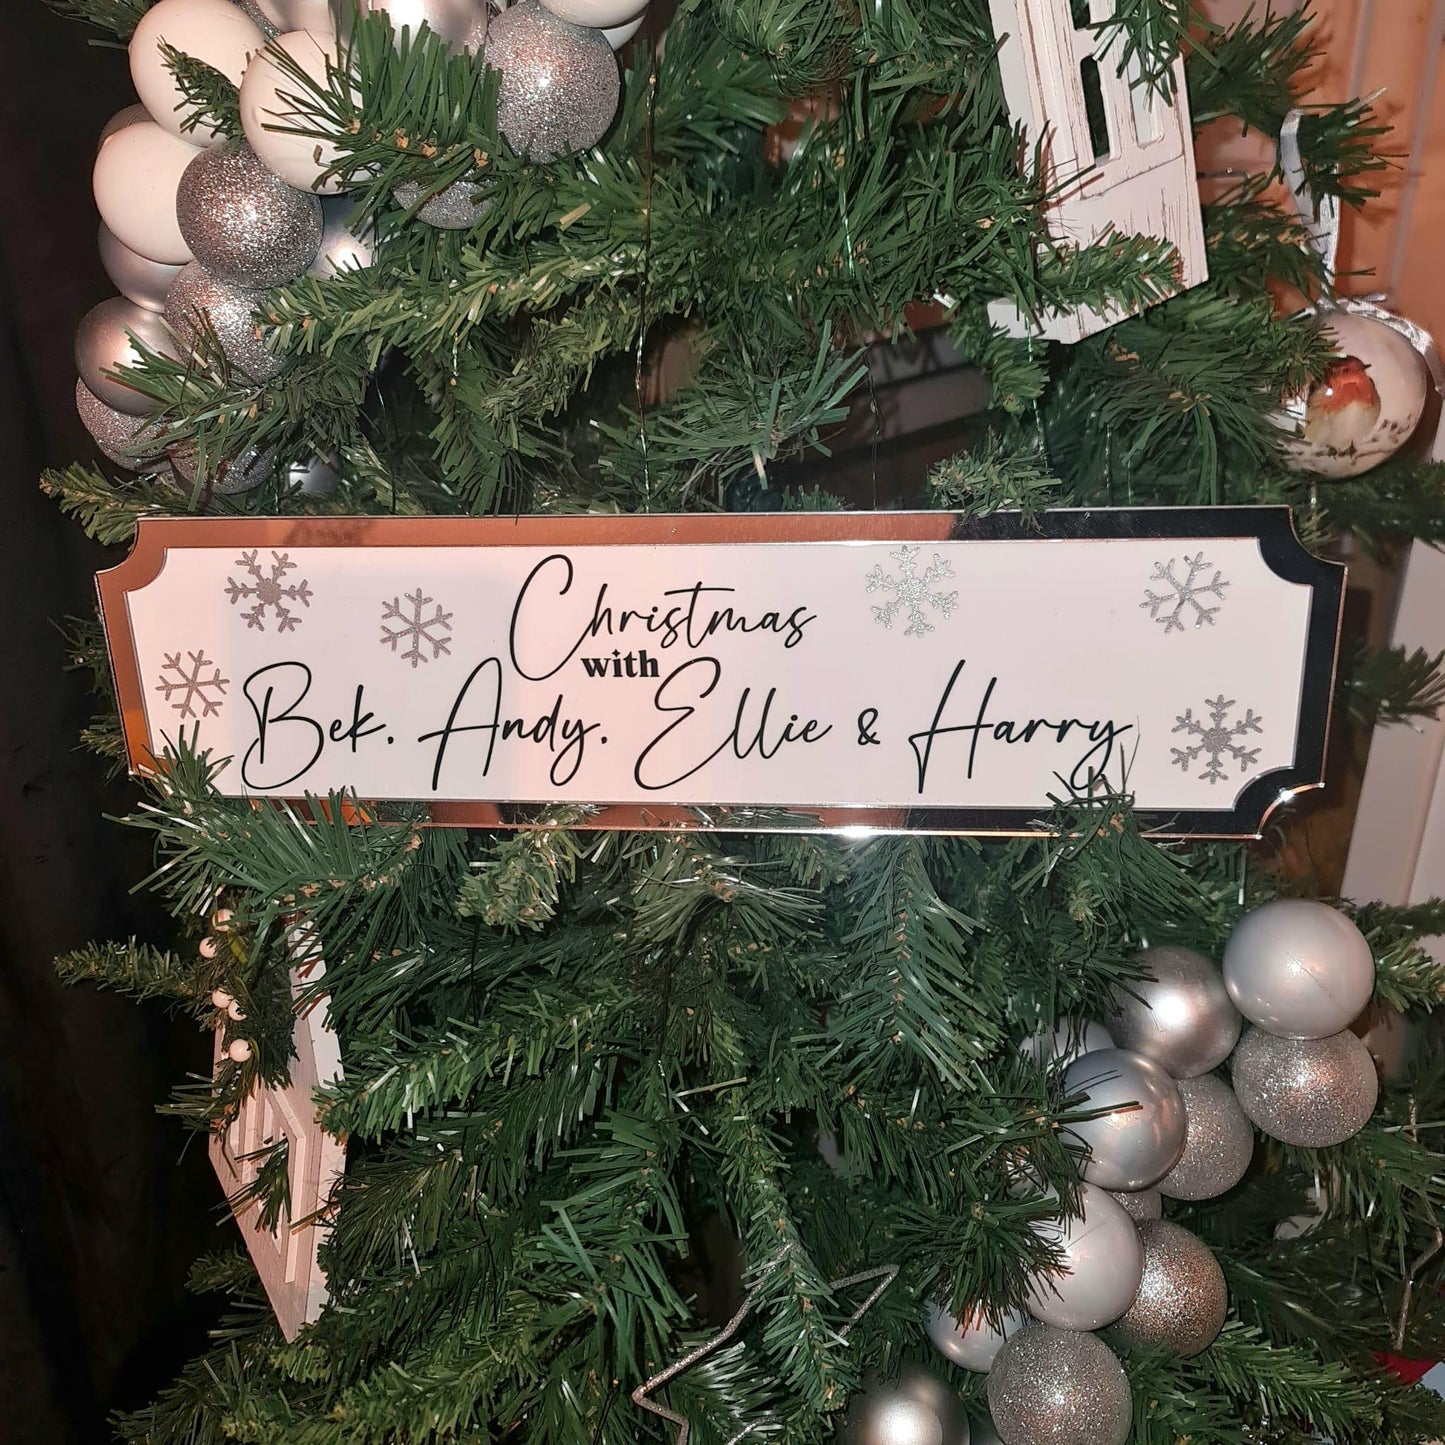 Christmas
with
Bek. Andy. Ellie & Harry